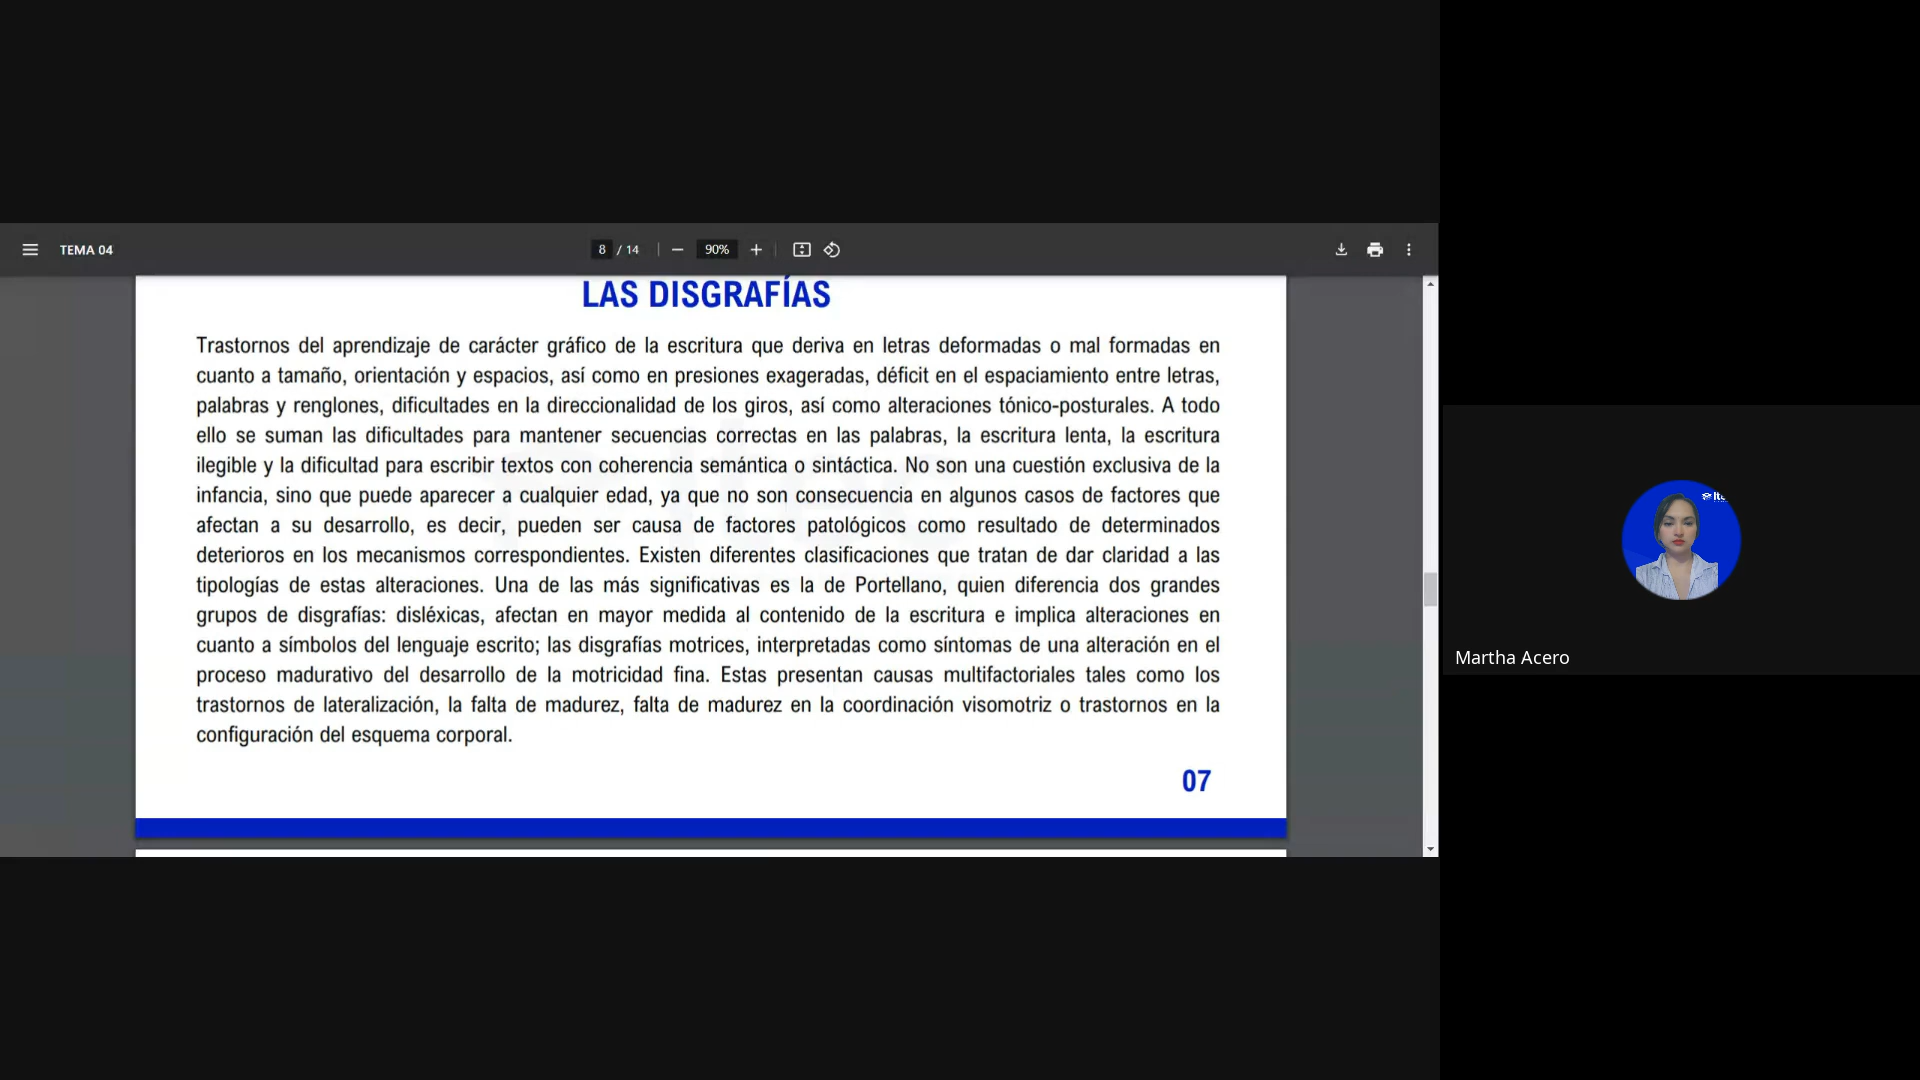 TEMA 04
8 / 14
90%
LAS DISGRAFÍAS
Trastornos del aprendizaje de carácter gráfico de la escritura que deriva en letras deformadas o mal formadas en
cuanto a tamaño, orientación y espacios, así como en presiones exageradas, déficit en el espaciamiento entre letras,
palabras y renglones, dificultades en la direccionalidad de los giros, así como alteraciones tónico-posturales. A todo
ello se suman las dificultades para mantener secuencias correctas en las palabras, la escritura lenta, la escritura
ilegible y la dificultad para escribir textos con coherencia semántica o sintáctica. No son una cuestión exclusiva de la
infancia, sino que puede aparecer a cualquier edad, ya que no son consecuencia en algunos casos de factores que
afectan a su desarrollo, es decir, pueden ser causa de factores patológicos como resultado de determinados
deterioros en los mecanismos correspondientes. Existen diferentes clasificaciones que tratan de dar claridad a las
tipologías de estas alteraciones. Una de las más significativas es la de Portellano, quien diferencia dos grandes
grupos de disgrafías: disléxicas, afectan en mayor medida al contenido de la escritura e implica alteraciones en
cuanto a símbolos del lenguaje escrito; las disgrafías motrices, interpretadas como síntomas de una alteración en el
proceso madurativo del desarrollo de la motricidad fina. Estas presentan causas multifactoriales tales como los
trastornos de lateralización, la falta de madurez, falta de madurez en la coordinación visomotriz o trastornos en la
configuración del esquema corporal.
07
Martha Acero